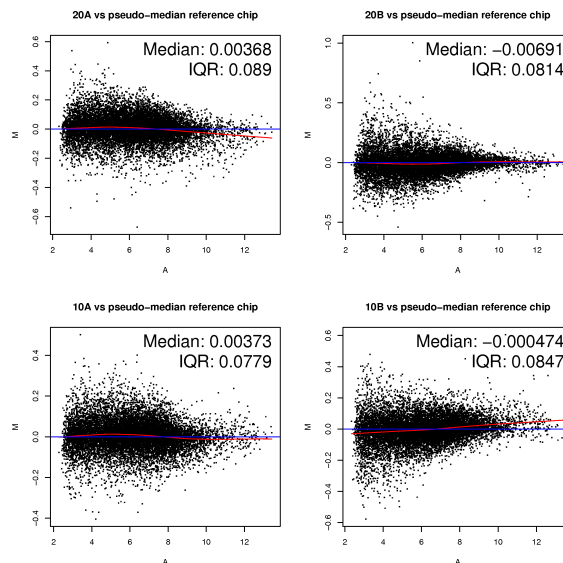 20A vs pseudo−median reference chip
Median: 0.00368
IQR: 0.089
M
−0.6 −0.4 −0.2 0.0 0.2 0.4 0.6
2 4 6 8 10 12
A
20B vs pseudo−median reference chip
Median: −0.00691
IQR: 0.0814
M
−0.5 0.0 0.5 1.0
2 4 6 8 10 12
A
10A vs pseudo−median reference chip
Median: 0.00373
IQR: 0.0779
M
−0.4 −0.2 0.0 0.2 0.4
2 4 6 8 10 12
A
10B vs pseudo−median reference chip
Median: −0.000474
IQR: 0.0847
M
−0.6 −0.4 −0.2 0.0 0.2 0.4 0.6
2 4 6 8 10 12
A